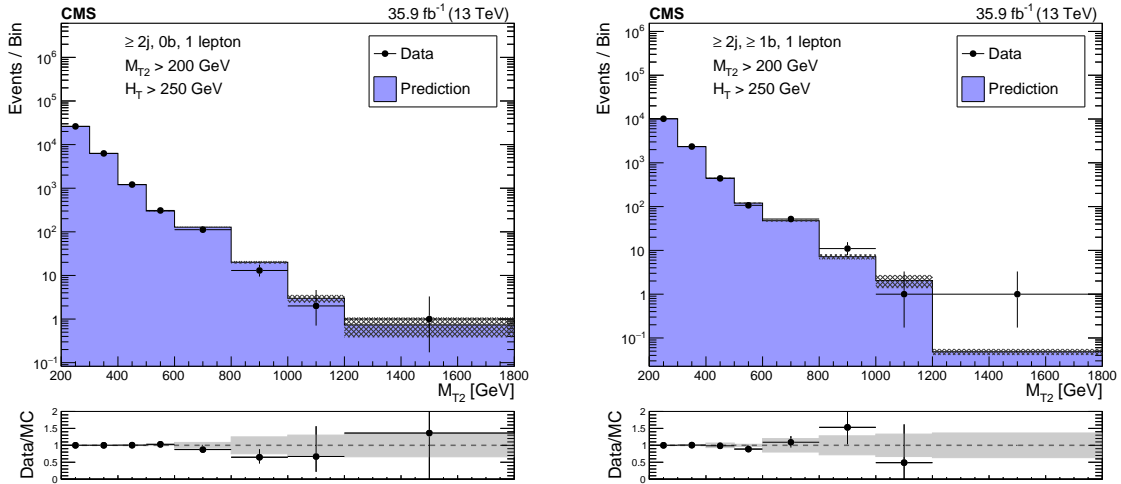 CMS 35.9 fb⁻¹ (13 TeV)
Events / Bin
≥ 2j, 0b, 1 lepton
M_T2 > 200 GeV
H_T > 250 GeV
Data
Prediction
10⁶
10⁵
10⁴
10³
10²
10
1
10⁻¹
200 400 600 800 1000 1200 1400 1600 1800
M_T2 [GeV]
Data/MC
2
1.5
1
0.5
0
CMS 35.9 fb⁻¹ (13 TeV)
Events / Bin
≥ 2j, ≥ 1b, 1 lepton
M_T2 > 200 GeV
H_T > 250 GeV
Data
Prediction
10⁶
10⁵
10⁴
10³
10²
10
1
10⁻¹
200 400 600 800 1000 1200 1400 1600 1800
M_T2 [GeV]
Data/MC
2
1.5
1
0.5
0